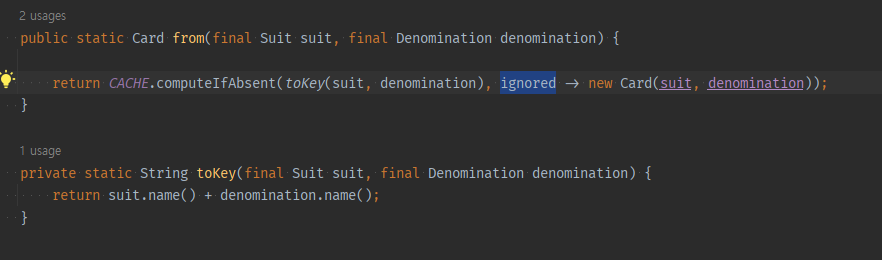 2 usages
public static Card from(final Suit suit, final Denomination denomination) {
return CACHE.computeIfAbsent(toKey(suit, denomination), ignored -> new Card(suit, denomination));
}
1 usage
private static String toKey(final Suit suit, final Denomination denomination) {
return suit.name() + denomination.name();
}